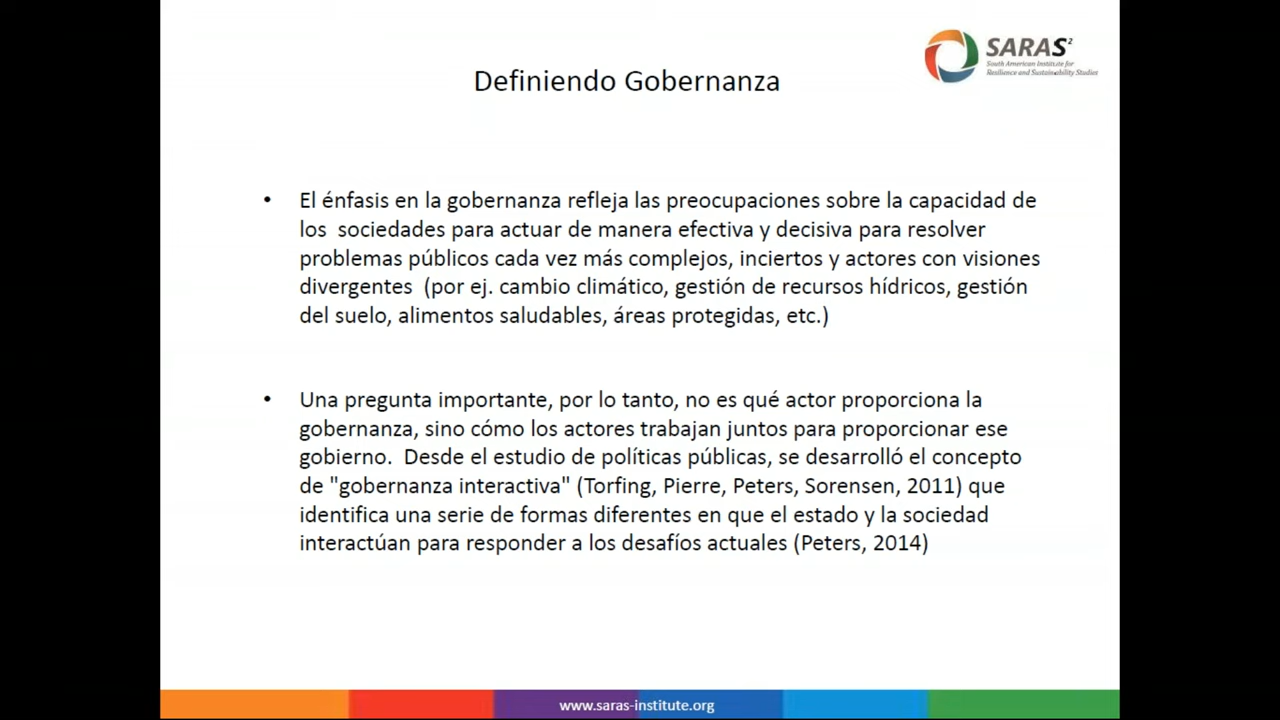 SARAS²
South American Institute for
Resilience and Sustainability Studies
Definiendo Gobernanza
• El énfasis en la gobernanza refleja las preocupaciones sobre la capacidad de
los sociedades para actuar de manera efectiva y decisiva para resolver
problemas públicos cada vez más complejos, inciertos y actores con visiones
divergentes (por ej. cambio climático, gestión de recursos hídricos, gestión
del suelo, alimentos saludables, áreas protegidas, etc.)
• Una pregunta importante, por lo tanto, no es qué actor proporciona la
gobernanza, sino cómo los actores trabajan juntos para proporcionar ese
gobierno. Desde el estudio de políticas públicas, se desarrolló el concepto
de "gobernanza interactiva" (Torfing, Pierre, Peters, Sorensen, 2011) que
identifica una serie de formas diferentes en que el estado y la sociedad
interactúan para responder a los desafíos actuales (Peters, 2014)
www.saras-institute.org